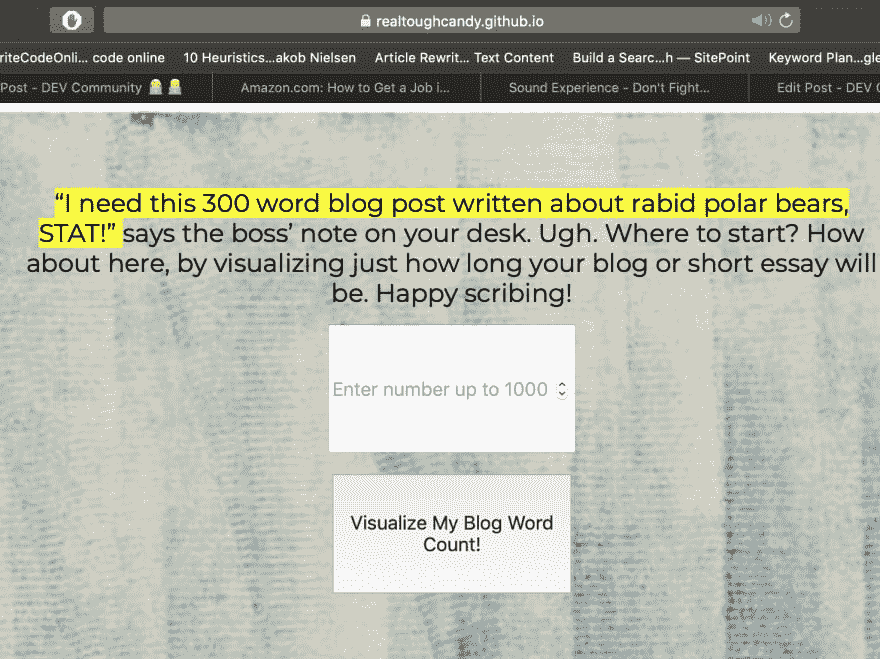 realtoughcandy.github.io
riteCodeOnli... code online 10 Heuristics...akob Nielsen Article Rewrit... Text Content Build a Searc...h — SitePoint Keyword Plan...gle
Post - DEV Community Amazon.com: How to Get a Job i... Sound Experience - Don't Fight... Edit Post - DEV C
“I need this 300 word blog post written about rabid polar bears,
STAT!” says the boss’ note on your desk. Ugh. Where to start? How
about here, by visualizing just how long your blog or short essay will
be. Happy scribing!
Enter number up to 1000
Visualize My Blog Word
Count!